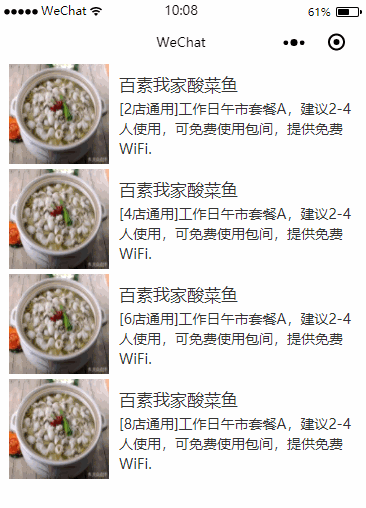 WeChat 10:08 61%
WeChat
百素我家酸菜鱼
[2店通用]工作日午市套餐A，建议2-4
人使用，可免费使用包间，提供免费
WiFi.
百素我家酸菜鱼
[4店通用]工作日午市套餐A，建议2-4
人使用，可免费使用包间，提供免费
WiFi.
百素我家酸菜鱼
[6店通用]工作日午市套餐A，建议2-4
人使用，可免费使用包间，提供免费
WiFi.
百素我家酸菜鱼
[8店通用]工作日午市套餐A，建议2-4
人使用，可免费使用包间，提供免费
WiFi.